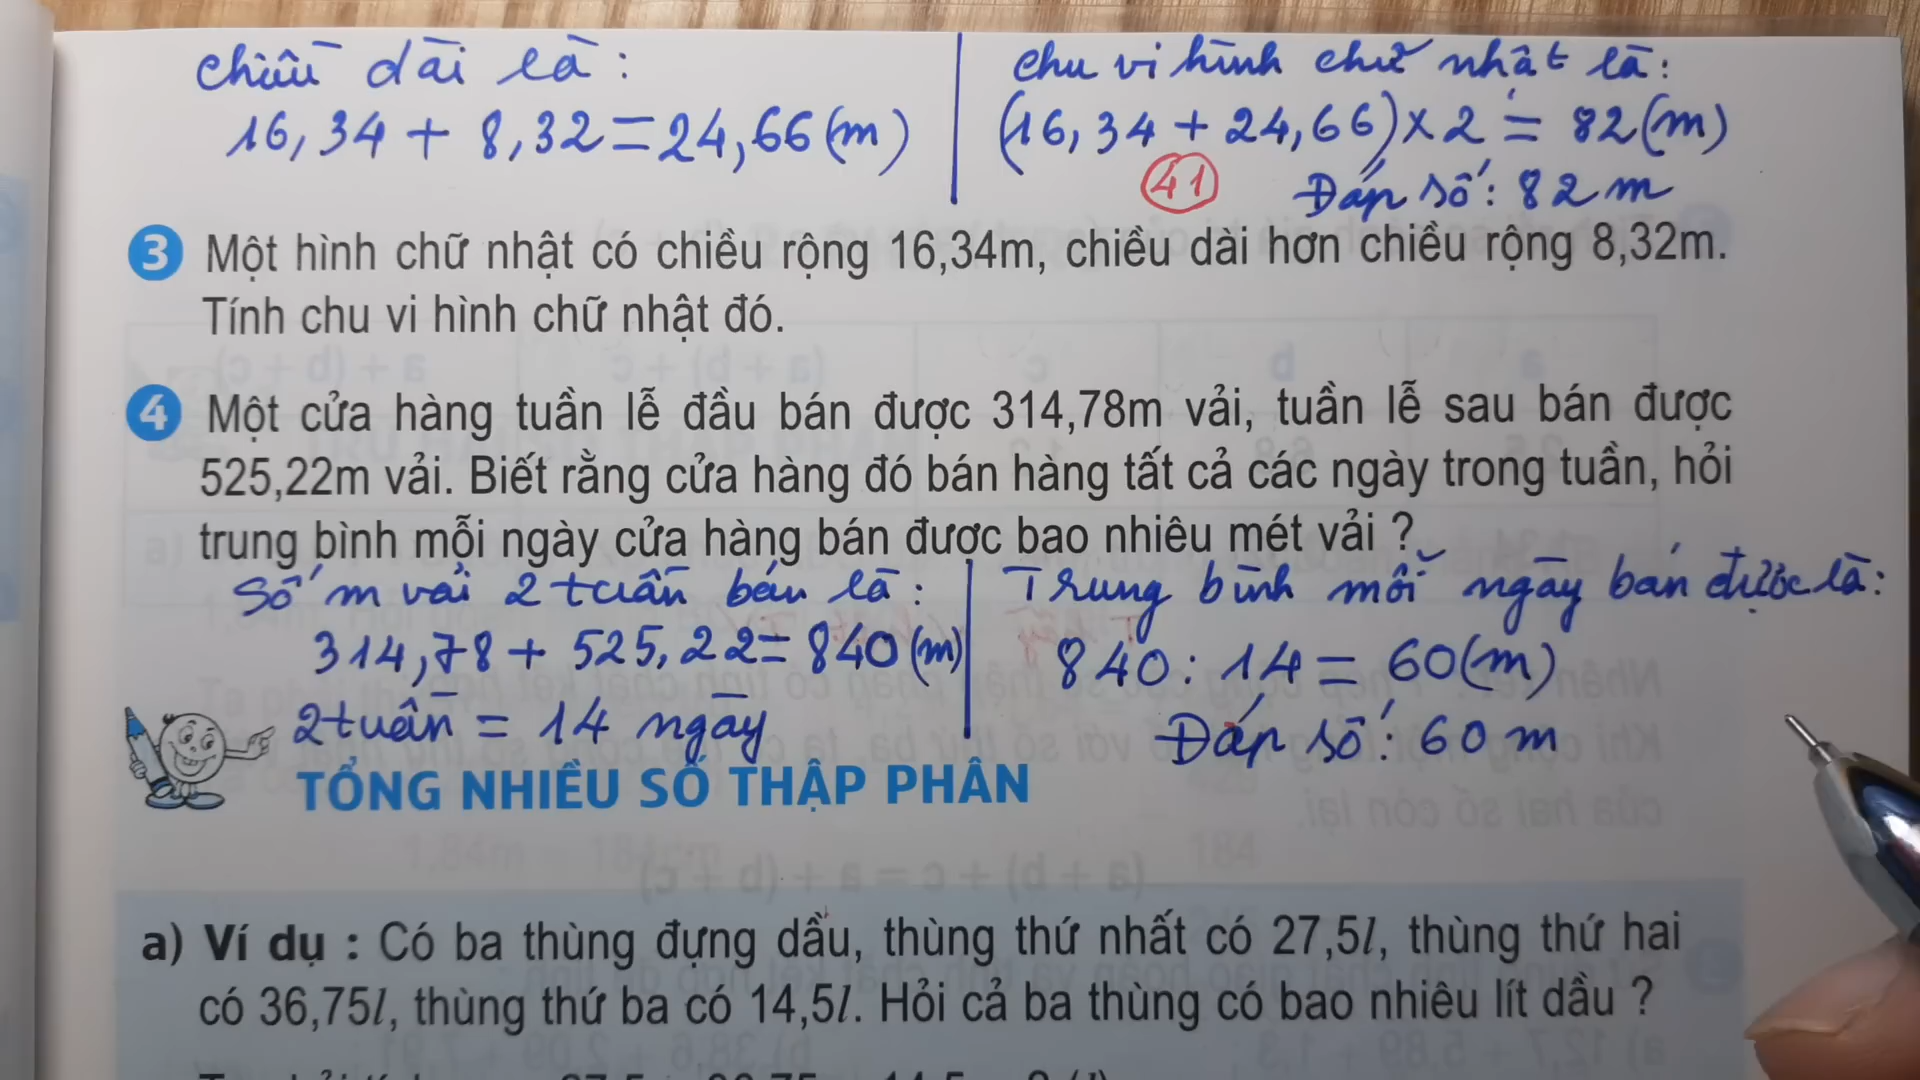 chiều dài là :
16,34 + 8,32 = 24,66 (m)
chu vi hình chữ nhật là :
(16,34 + 24,66) x 2 = 82 (m)
41
Đáp số : 82 m
3 Một hình chữ nhật có chiều rộng 16,34m, chiều dài hơn chiều rộng 8,32m.
Tính chu vi hình chữ nhật đó.
4 Một cửa hàng tuần lễ đầu bán được 314,78m vải, tuần lễ sau bán được
525,22m vải. Biết rằng cửa hàng đó bán hàng tất cả các ngày trong tuần, hỏi
trung bình mỗi ngày cửa hàng bán được bao nhiêu mét vải ?
Số m vải 2 tuần bán là :
314,78 + 525,22 = 840 (m)
2 tuần = 14 ngày
Trung bình mỗi ngày bán được là :
840 : 14 = 60 (m)
Đáp số : 60 m
TỔNG NHIỀU SỐ THẬP PHÂN
a) Ví dụ : Có ba thùng đựng dầu, thùng thứ nhất có 27,5l, thùng thứ hai
có 36,75l, thùng thứ ba có 14,5l. Hỏi cả ba thùng có bao nhiêu lít dầu ?